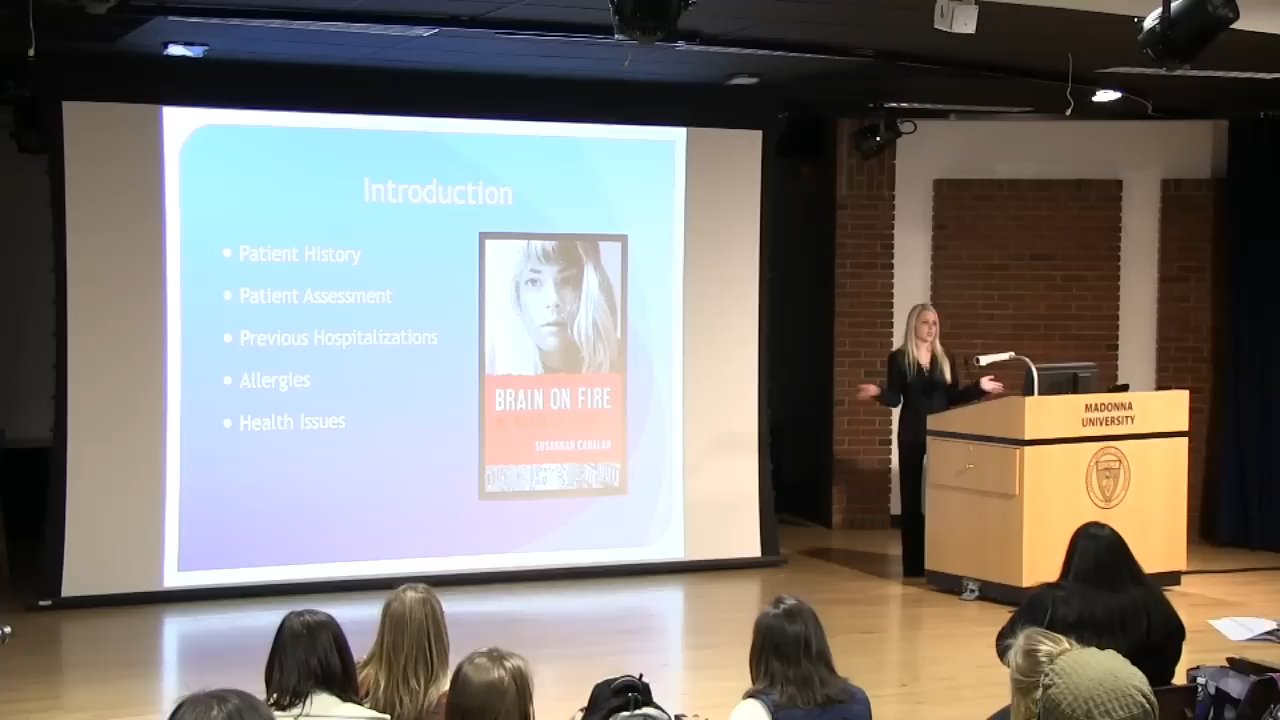 Introduction
• Patient History
• Patient Assessment
• Previous Hospitalizations
• Allergies
• Health Issues
BRAIN ON FIRE
SUSANNAH CAHALAN
MADONNA
UNIVERSITY